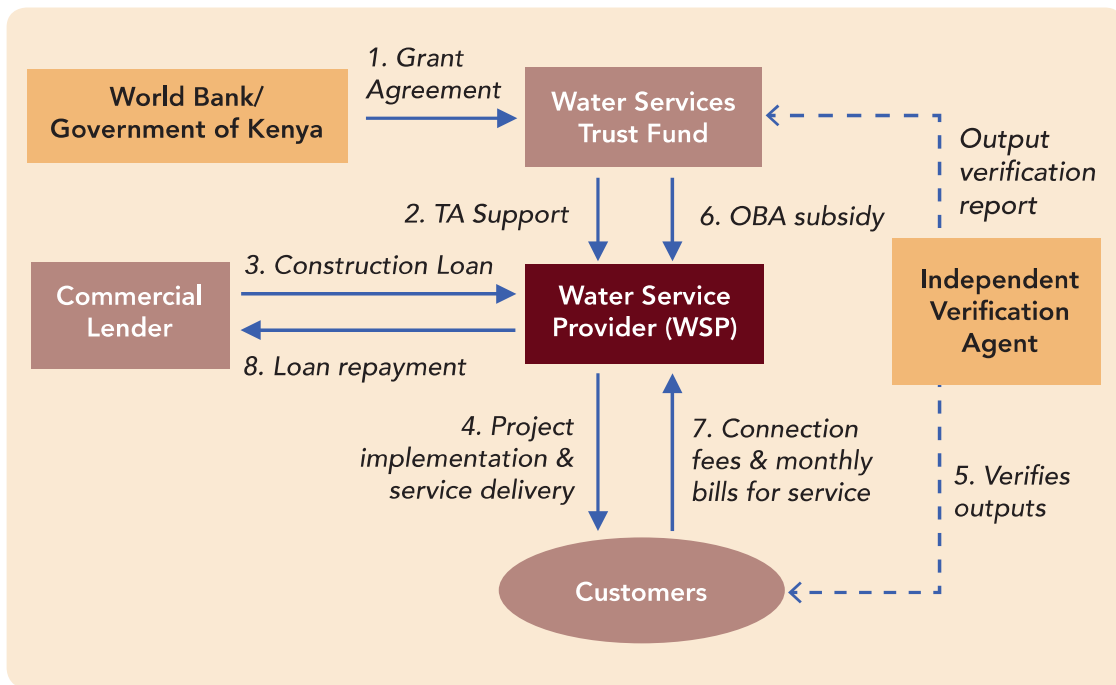 1. Grant
Agreement
World Bank/
Government of Kenya
Water Services
Trust Fund
Output
verification
report
2. TA Support
6. OBA subsidy
3. Construction Loan
Commercial
Lender
Water Service
Provider (WSP)
Independent
Verification
Agent
8. Loan repayment
4. Project
implementation &
service delivery
7. Connection
fees & monthly
bills for service
5. Verifies
outputs
Customers